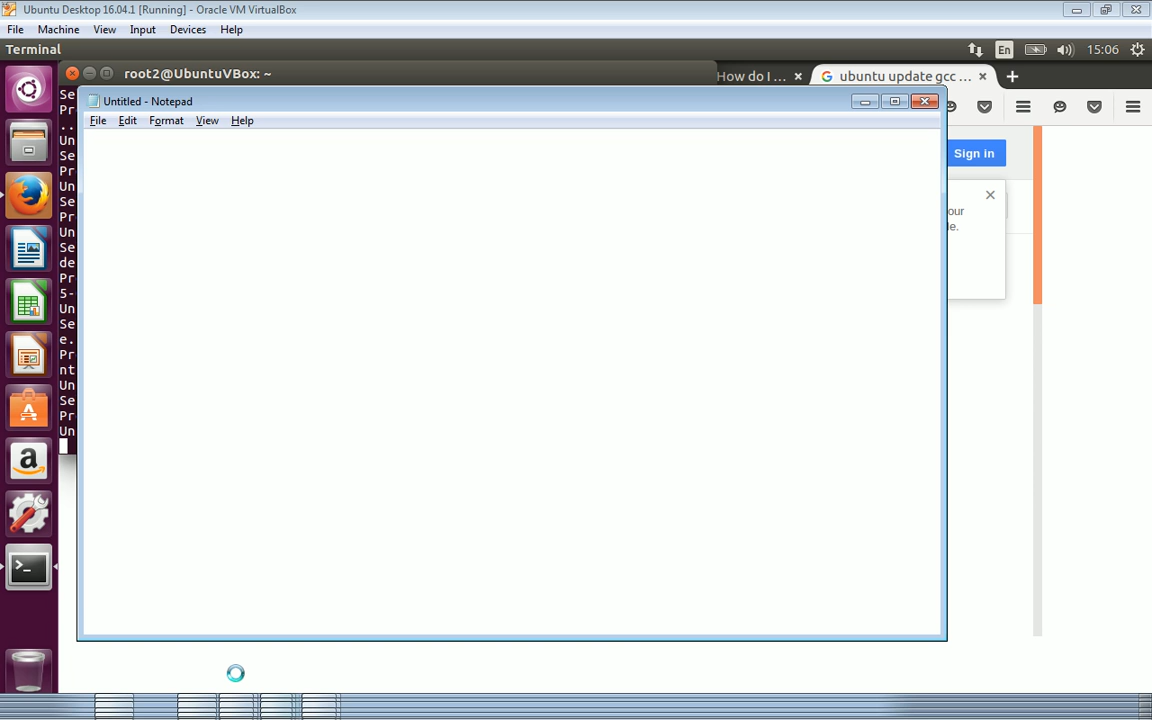 Ubuntu Desktop 16.04.1 [Running] - Oracle VM VirtualBox
File Machine View Input Devices Help
Terminal
En
15:06
root2@UbuntuVBox: ~
How do I ...
ubuntu update gcc ...
Se
Pr
..
Un
Se
Pr
Un
Se
Pr
Un
Se
de
Pr
5-
Un
Se
e.
Pr
nt
Un
Se
Pr
Un
Untitled - Notepad
File Edit Format View Help
Sign in
our
le.